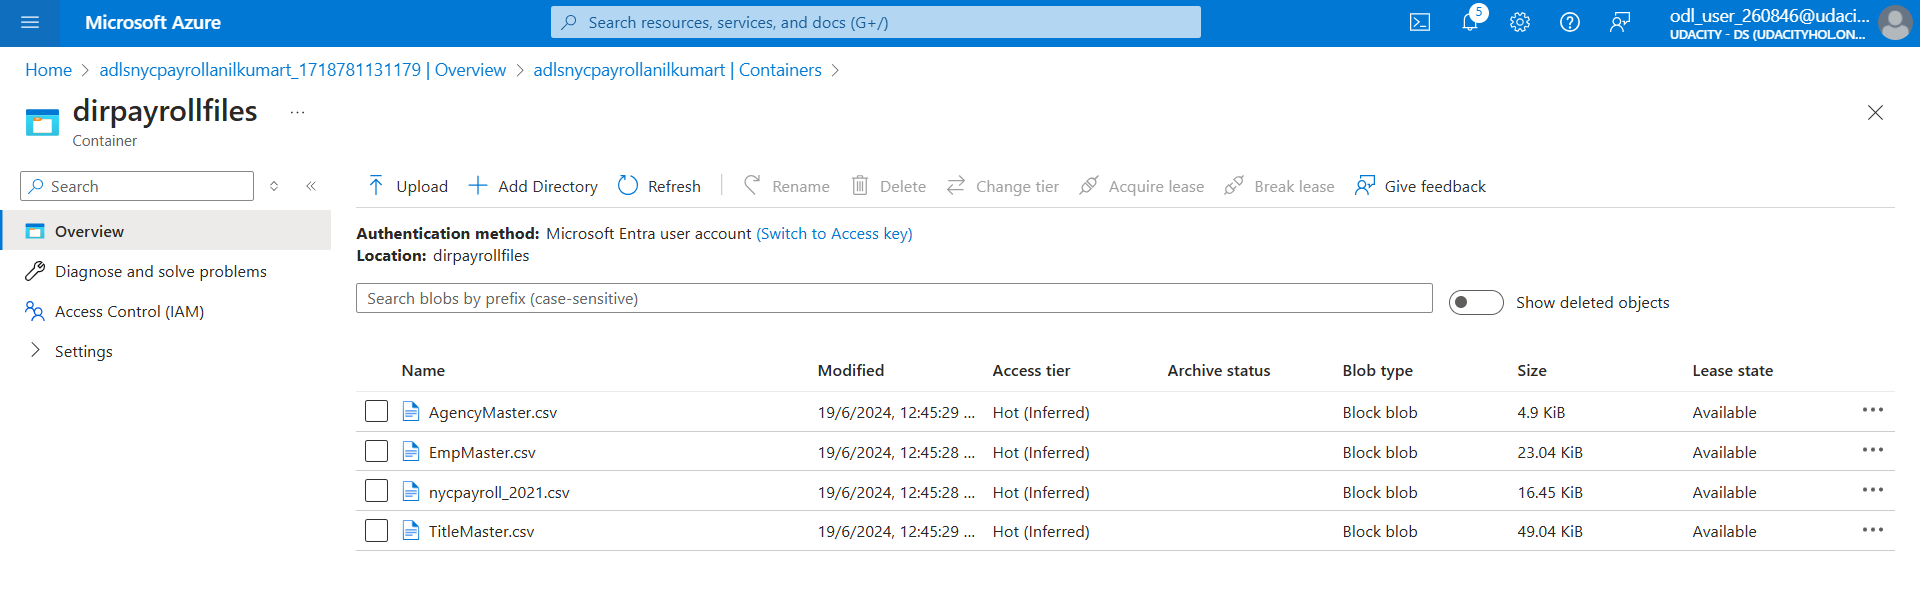 Microsoft Azure
Search resources, services, and docs (G+/)
5
odl_user_260846@udaci...
UDACITY - DS (UDACITYHOL.ON...
Home > adlsnycpayrollanilkumart_1718781131179 | Overview > adlsnycpayrollanilkumart | Containers >
dirpayrollfiles ...
Container
Search
Upload Add Directory Refresh Rename Delete Change tier Acquire lease Break lease Give feedback
Overview
Diagnose and solve problems
Access Control (IAM)
Settings
Authentication method: Microsoft Entra user account (Switch to Access key)
Location: dirpayrollfiles
Search blobs by prefix (case-sensitive)
Show deleted objects
Name Modified Access tier Archive status Blob type Size Lease state
AgencyMaster.csv 19/6/2024, 12:45:29 ... Hot (Inferred) Block blob 4.9 KiB Available ...
EmpMaster.csv 19/6/2024, 12:45:28 ... Hot (Inferred) Block blob 23.04 KiB Available ...
nycpayroll_2021.csv 19/6/2024, 12:45:28 ... Hot (Inferred) Block blob 16.45 KiB Available ...
TitleMaster.csv 19/6/2024, 12:45:29 ... Hot (Inferred) Block blob 49.04 KiB Available ...